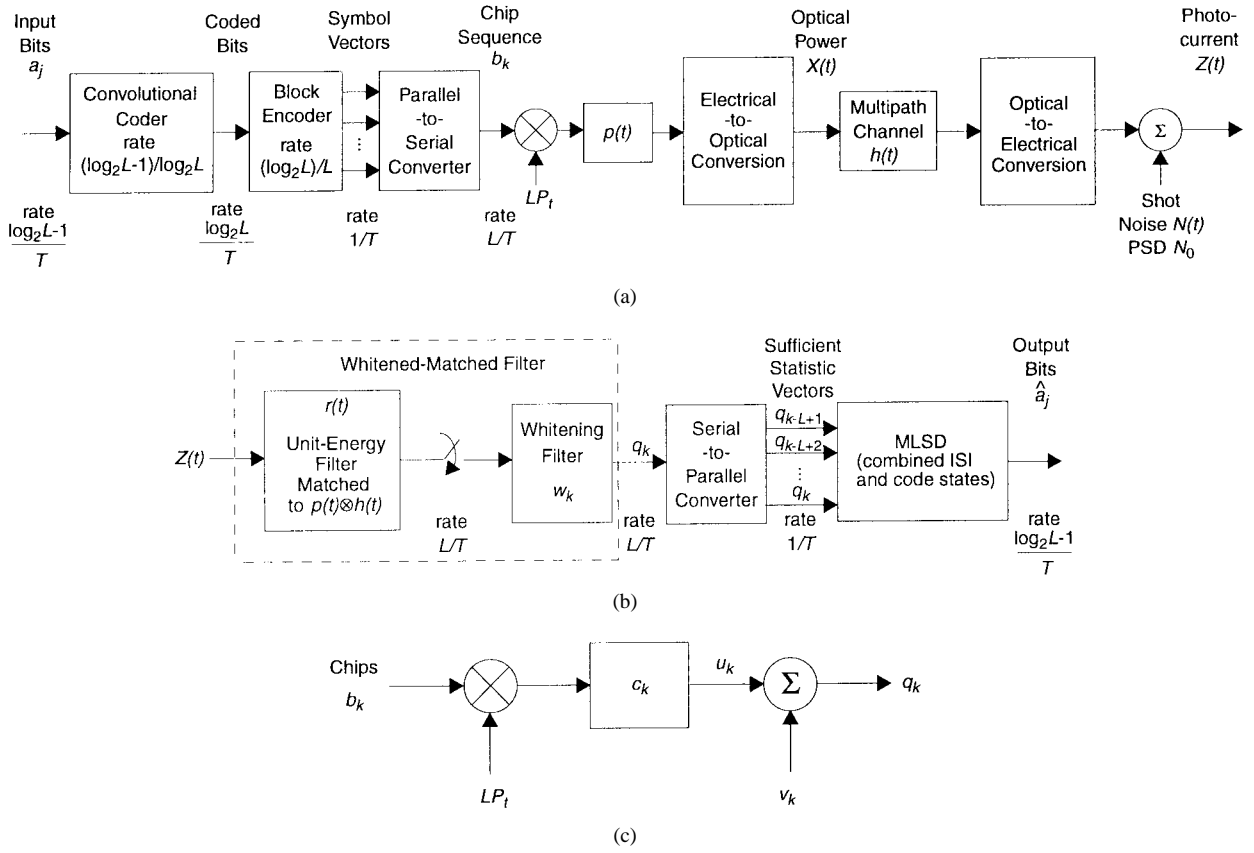 Input
Bits
a_j
Coded
Bits
Symbol
Vectors
Chip
Sequence
b_k
Optical
Power
X(t)
Photo-
current
Z(t)
Convolutional
Coder
rate
(log2L-1)/log2L
Block
Encoder
rate
(log2L)/L
⋮
Parallel
-to-
Serial
Converter
LP_t
p(t)
Electrical
-to-
Optical
Conversion
Multipath
Channel
h(t)
Optical
-to-
Electrical
Conversion
Σ
Shot
Noise N(t)
PSD N_0
rate
log2L-1
T
rate
log2L
T
rate
1/T
rate
L/T
(a)
Whitened-Matched Filter
Z(t)
r(t)
Unit-Energy
Filter
Matched
to p(t)⊗h(t)
rate
L/T
Whitening
Filter
w_k
q_k
rate
L/T
Serial
-to-
Parallel
Converter
Sufficient
Statistic
Vectors
q_k-L+1
q_k-L+2
⋮
q_k
rate
1/T
MLSD
(combined ISI
and code states)
Output
Bits
â_j
rate
log2L-1
T
(b)
Chips
b_k
LP_t
c_k
u_k
Σ
v_k
q_k
(c)